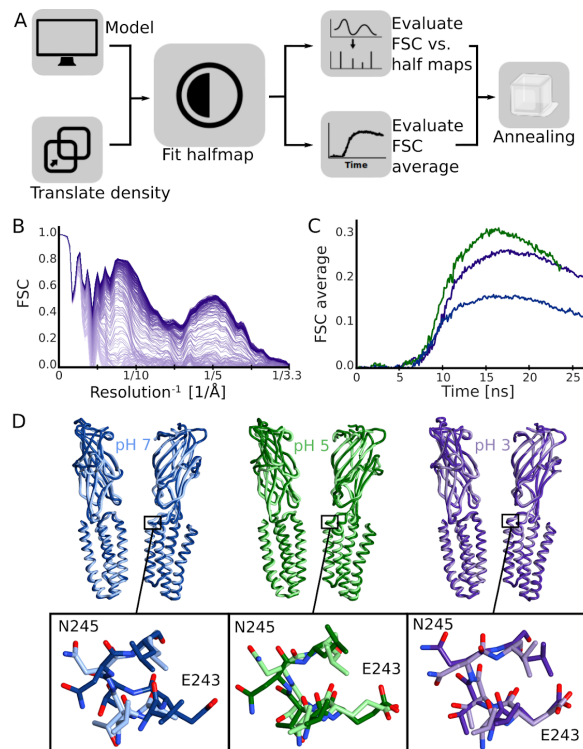 A
Model
Translate density
Fit halfmap
Evaluate
FSC vs.
half maps
Time
Evaluate
FSC
average
Annealing
B
FSC
1.0
0.8
0.6
0.4
0.2
0.0
0
1/10
1/5
1/3.3
Resolution⁻¹ [1/Å]
C
FSC average
0.3
0.2
0.1
0
0
5
10
15
20
25
Time [ns]
D
pH 7
pH 5
pH 3
N245
E243
N245
E243
N245
E243